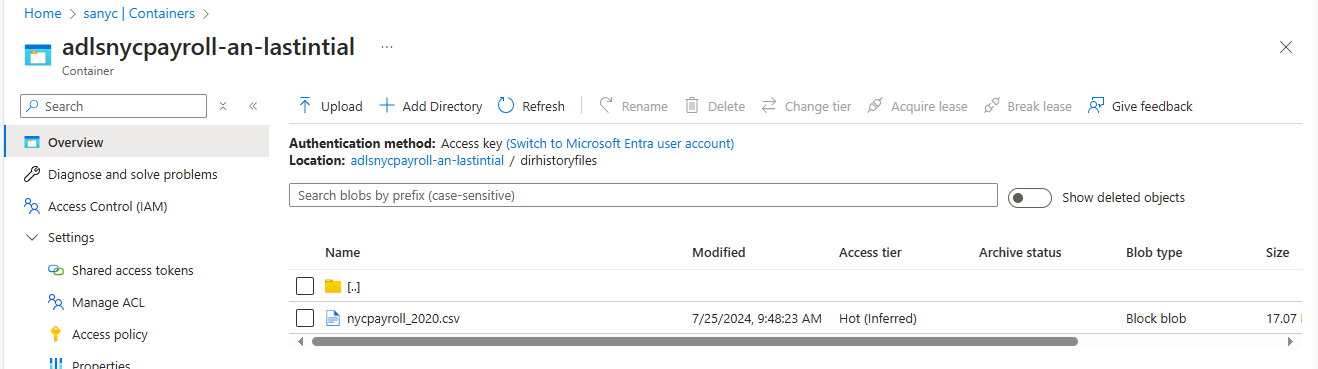 Home > sanyc | Containers >
adlsnycpayroll-an-lastintial ...
Container
Search
Overview
Diagnose and solve problems
Access Control (IAM)
Settings
Shared access tokens
Manage ACL
Access policy
Properties
Upload Add Directory Refresh Rename Delete Change tier Acquire lease Break lease Give feedback
Authentication method: Access key (Switch to Microsoft Entra user account)
Location: adlsnycpayroll-an-lastintial / dirhistoryfiles
Search blobs by prefix (case-sensitive)
Show deleted objects
Name Modified Access tier Archive status Blob type Size
[..]
nycpayroll_2020.csv 7/25/2024, 9:48:23 AM Hot (Inferred) Block blob 17.07